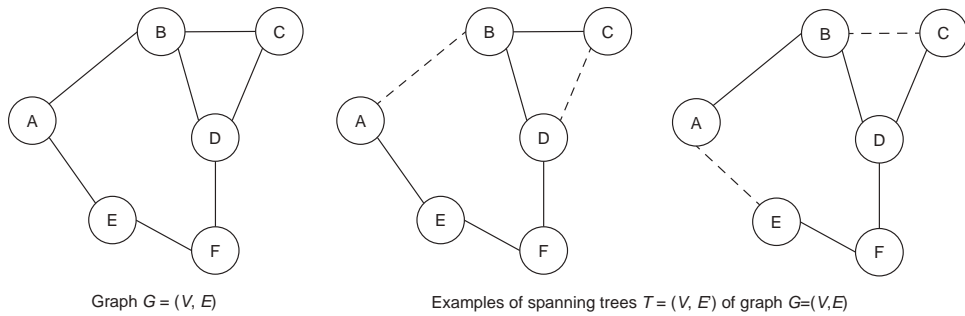 B
C
A
D
E
F
B
C
A
D
E
F
B
C
A
D
E
F
Graph G = (V, E)
Examples of spanning trees T = (V, E') of graph G=(V,E)